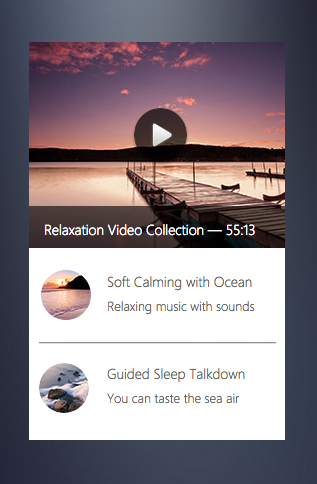 Relaxation Video Collection — 55:13
Soft Calming with Ocean
Relaxing music with sounds
Guided Sleep Talkdown
You can taste the sea air